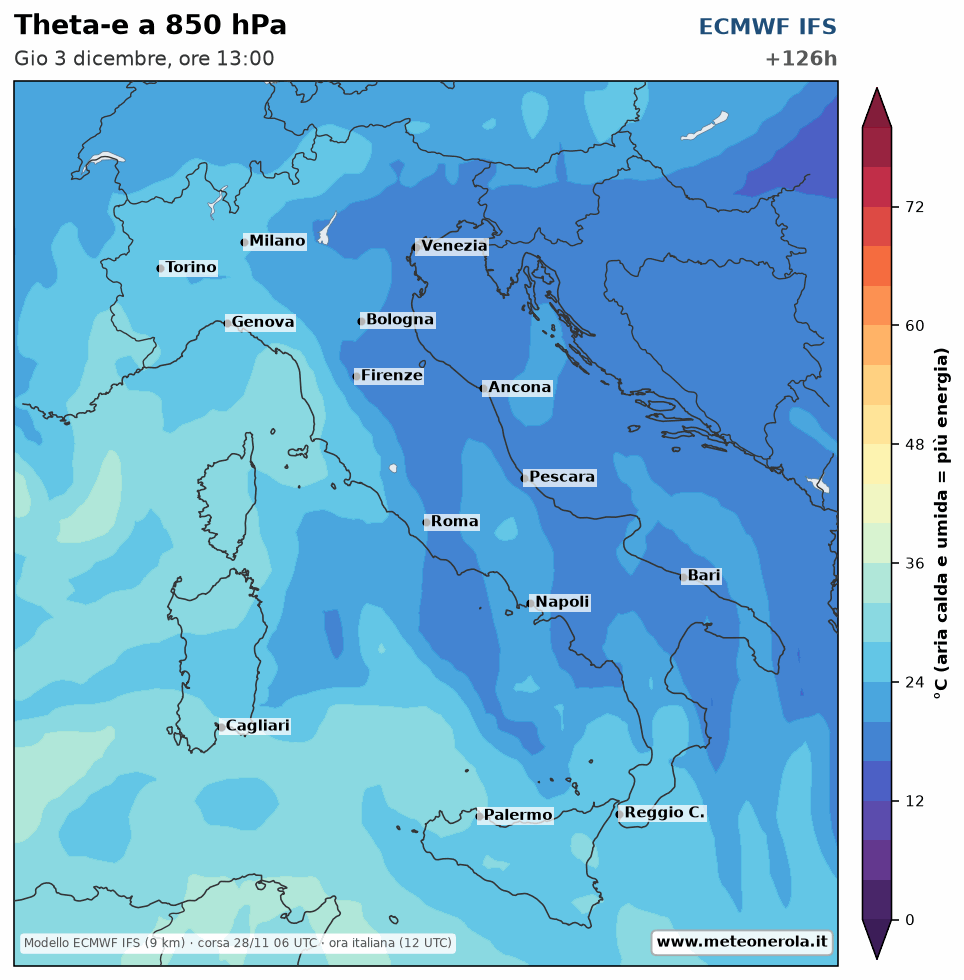 Theta-e a 850 hPa
ECMWF IFS
Gio 3 dicembre, ore 13:00
+126h
72
60
48
36
24
12
0
°C (aria calda e umida = più energia)
Milano
Venezia
Torino
Genova
Bologna
Firenze
Ancona
Pescara
Roma
Bari
Napoli
Cagliari
Palermo
Reggio C.
Modello ECMWF IFS (9 km) · corsa 28/11 06 UTC · ora italiana (12 UTC)
www.meteonerola.it